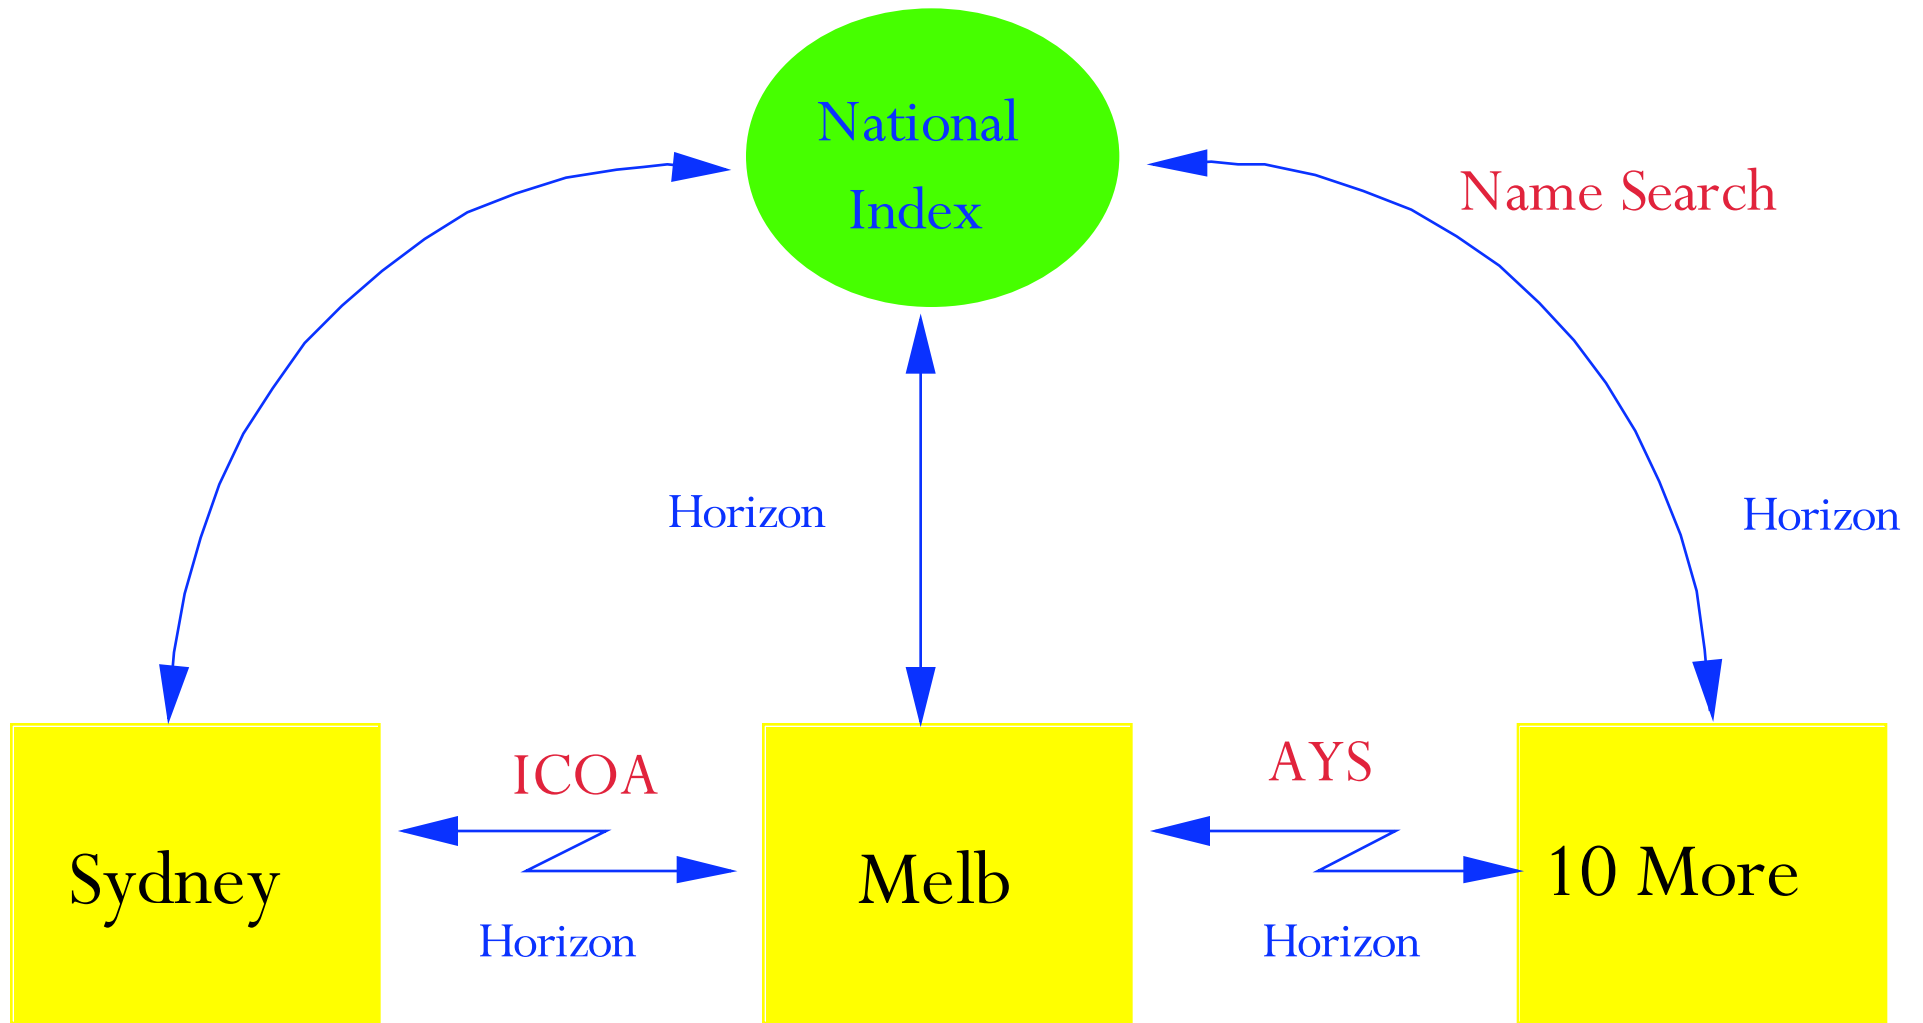 National
Index
Name Search
Horizon
Horizon
ICOA
AYS
Sydney
Melb
10 More
Horizon
Horizon